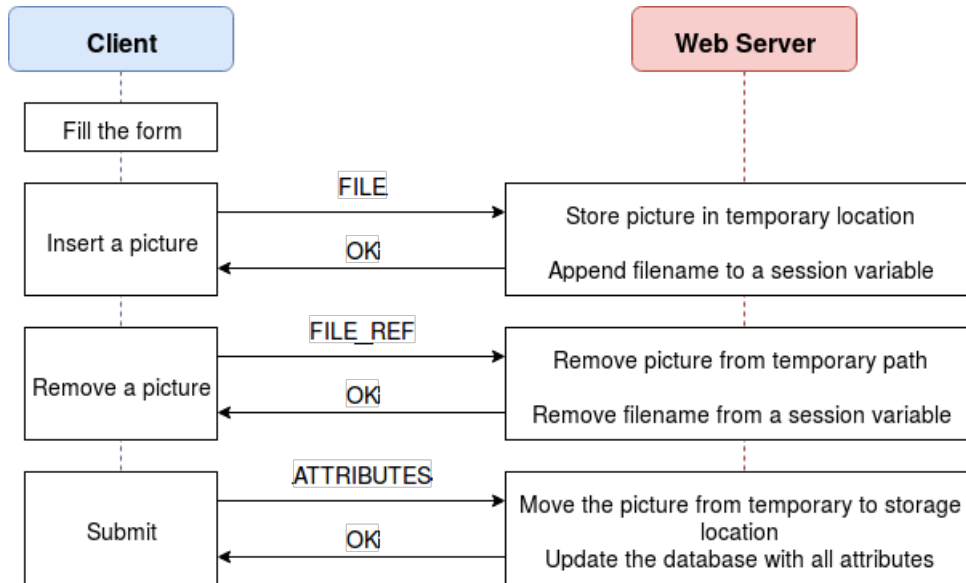 Client
Web Server
Fill the form
FILE
Insert a picture
Store picture in temporary location
OK
Append filename to a session variable
FILE_REF
Remove a picture
Remove picture from temporary path
OK
Remove filename from a session variable
ATTRIBUTES
Submit
Move the picture from temporary to storage
location
OK
Update the database with all attributes